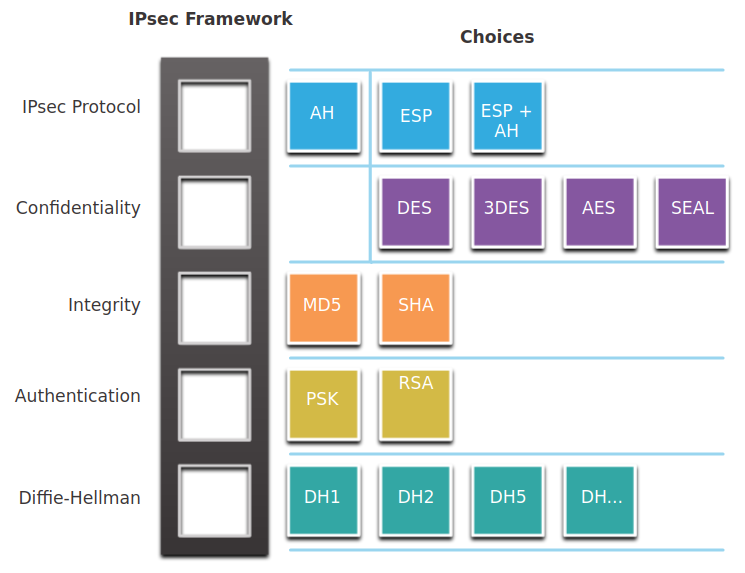 IPsec Framework
Choices
IPsec Protocol
AH
ESP
ESP +
AH
Confidentiality
DES
3DES
AES
SEAL
Integrity
MD5
SHA
Authentication
PSK
RSA
Diffie-Hellman
DH1
DH2
DH5
DH...